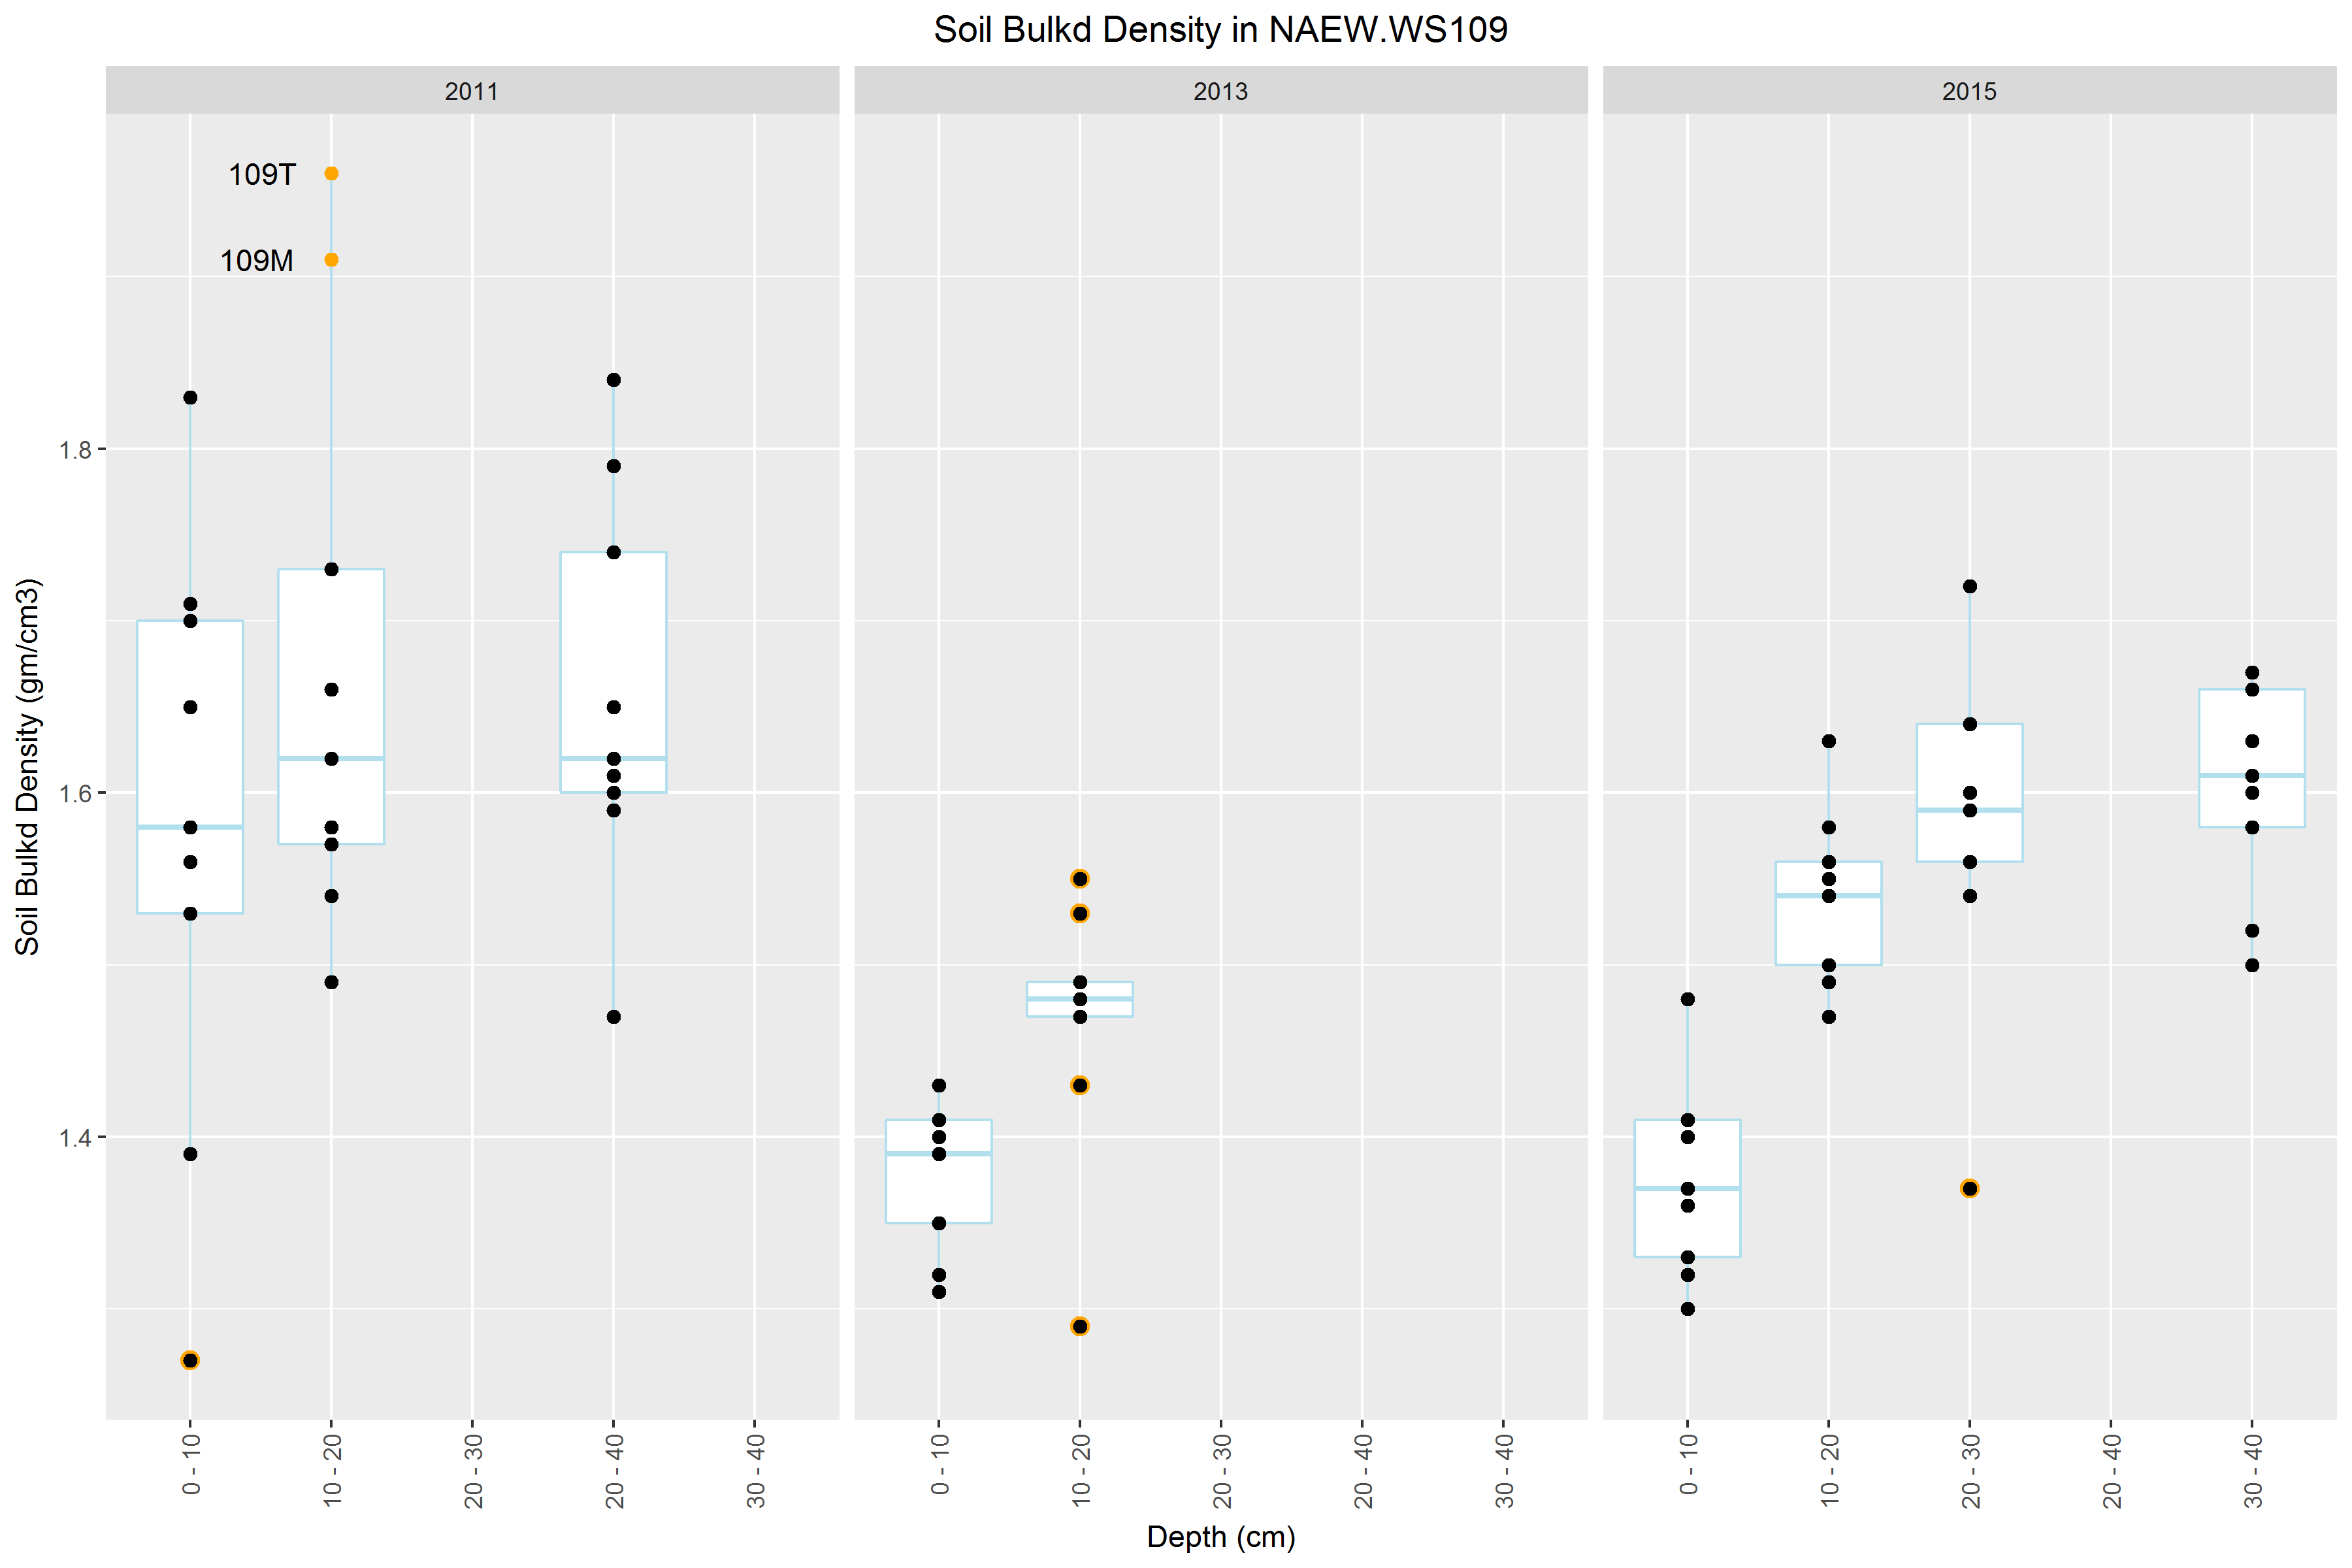 Soil Bulkd Density in NAEW.WS109
2011
2013
2015
109T
109M
1.8
1.6
1.4
Soil Bulkd Density (gm/cm3)
0 - 10
10 - 20
20 - 30
20 - 40
30 - 40
0 - 10
10 - 20
20 - 30
20 - 40
30 - 40
0 - 10
10 - 20
20 - 30
20 - 40
30 - 40
Depth (cm)